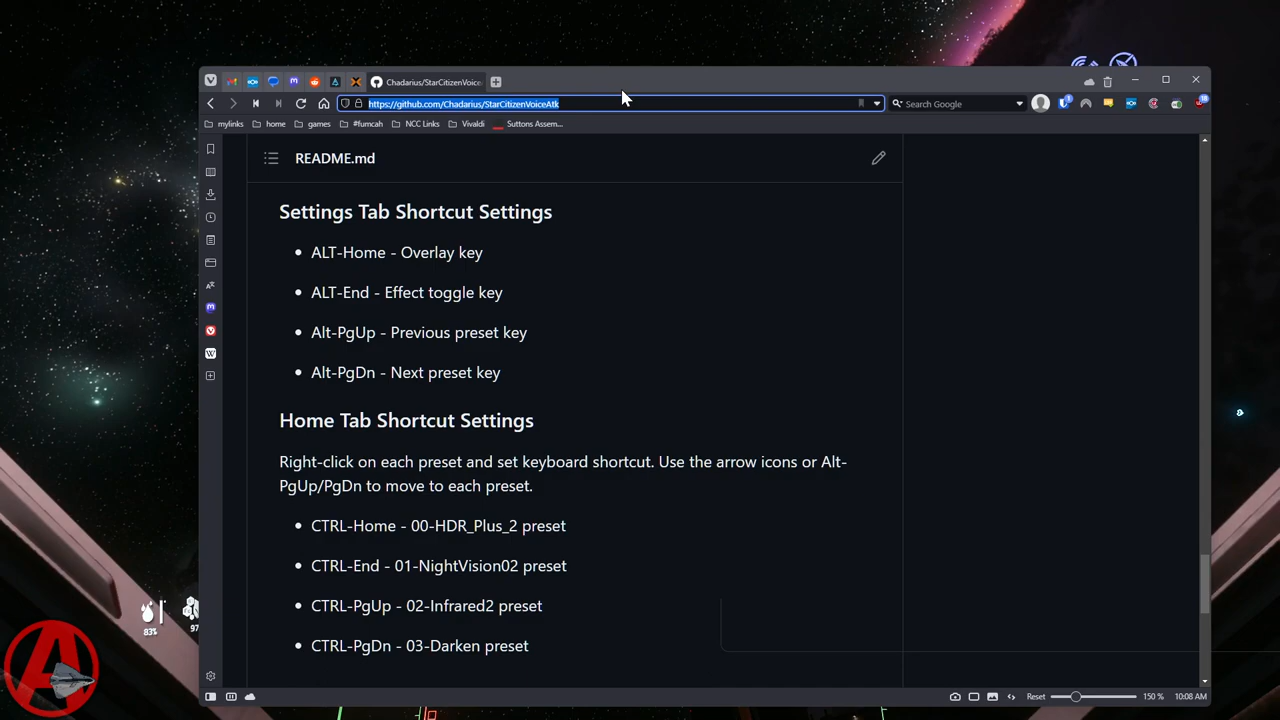 Chadarius/StarCitizenVoice
https://github.com/Chadarius/StarCitizenVoiceAtk
Search Google
mylinks home games #fumcah NCC Links Vivaldi Suttons Assem...
README.md
Settings Tab Shortcut Settings
ALT-Home - Overlay key
ALT-End - Effect toggle key
Alt-PgUp - Previous preset key
Alt-PgDn - Next preset key
Home Tab Shortcut Settings
Right-click on each preset and set keyboard shortcut. Use the arrow icons or Alt-
PgUp/PgDn to move to each preset.
CTRL-Home - 00-HDR_Plus_2 preset
CTRL-End - 01-NightVision02 preset
CTRL-PgUp - 02-Infrared2 preset
CTRL-PgDn - 03-Darken preset
83%
97
Reset 150 % 10:08 AM